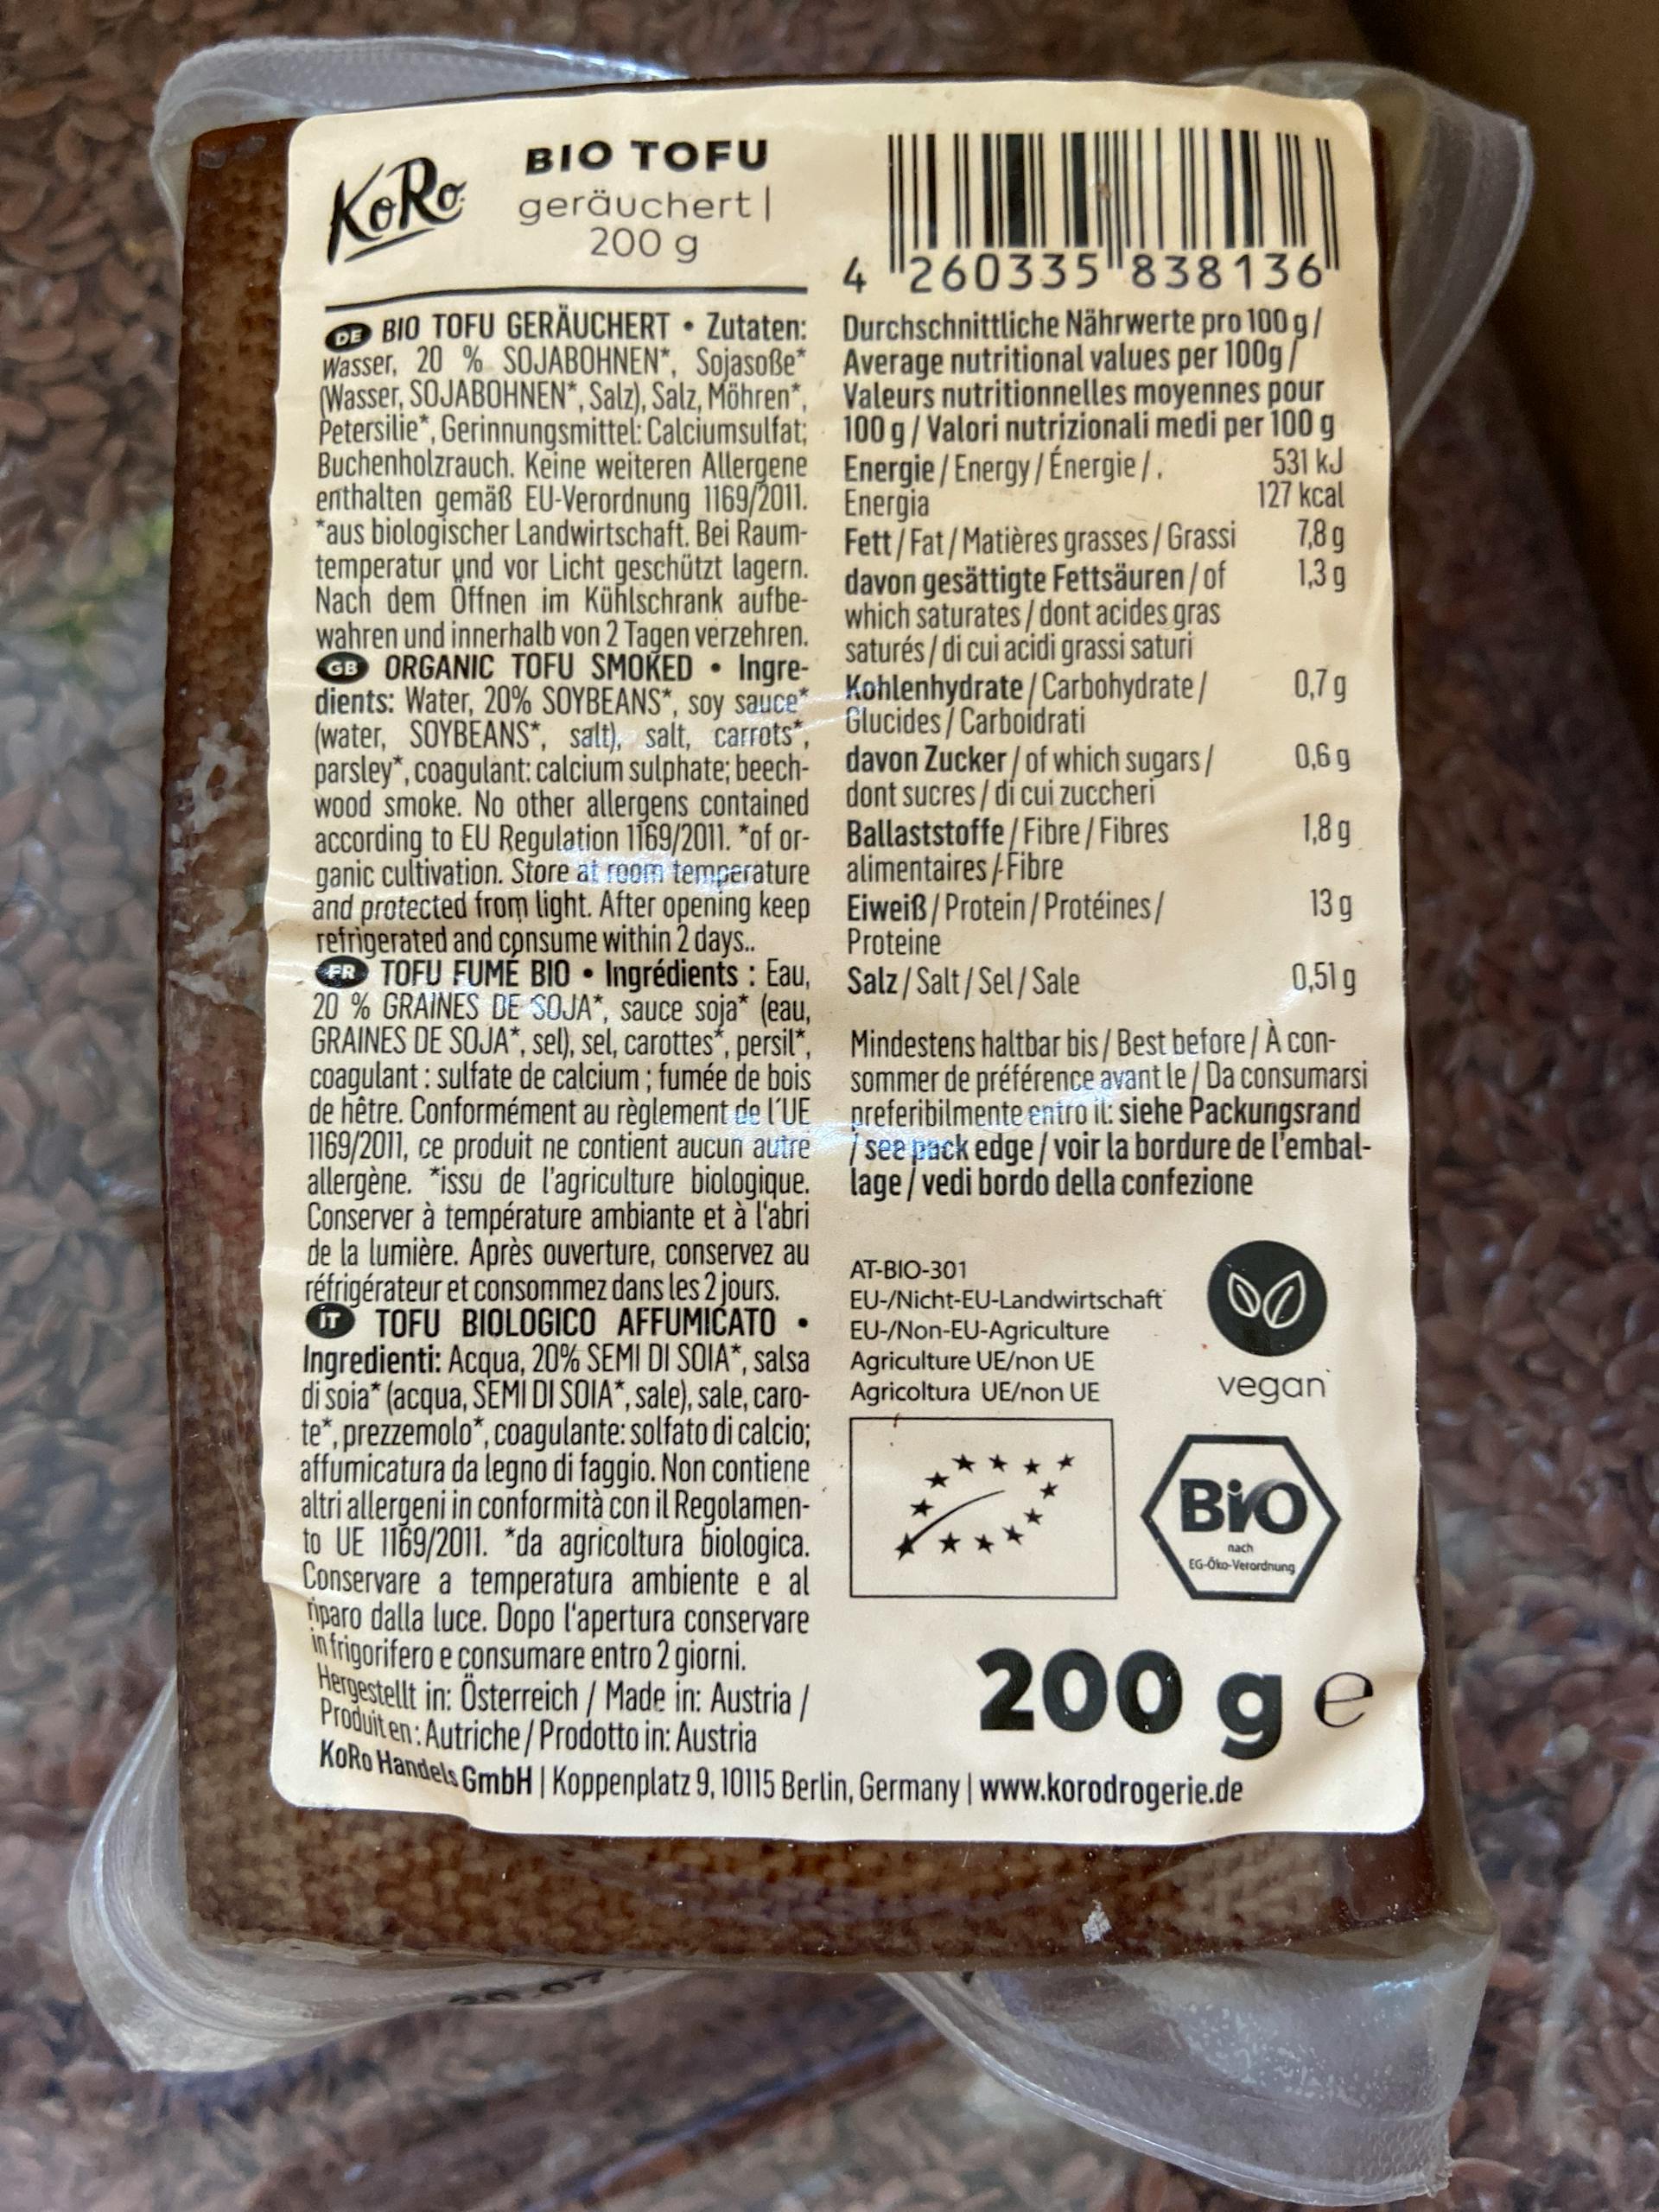 KoRo
BIO TOFU
geräuchert |
200 g
4 260335 838136
DE BIO TOFU GERÄUCHERT • Zutaten:
Wasser, 20 % SOJABOHNEN*, Sojasoße*
(Wasser, SOJABOHNEN*, Salz), Salz, Möhren*,
Petersilie*, Gerinnungsmittel: Calciumsulfat;
Buchenholzrauch. Keine weiteren Allergene
enthalten gemäß EU-Verordnung 1169/2011.
*aus biologischer Landwirtschaft. Bei Raum-
temperatur und vor Licht geschützt lagern.
Nach dem Öffnen im Kühlschrank aufbe-
wahren und innerhalb von 2 Tagen verzehren.
GB ORGANIC TOFU SMOKED • Ingre-
dients: Water, 20% SOYBEANS*, soy sauce*
(water, SOYBEANS*, salt), salt, carrots*,
parsley*, coagulant: calcium sulphate; beech-
wood smoke. No other allergens contained
according to EU Regulation 1169/2011. *of or-
ganic cultivation. Store at room temperature
and protected from light. After opening keep
refrigerated and consume within 2 days..
FR TOFU FUMÉ BIO • Ingrédients : Eau,
20 % GRAINES DE SOJA*, sauce soja* (eau,
GRAINES DE SOJA*, sel), sel, carottes*, persil*,
coagulant : sulfate de calcium ; fumée de bois
de hêtre. Conformément au règlement de l´UE
1169/2011, ce produit ne contient aucun autre
allergène. *issu de l'agriculture biologique.
Conserver à température ambiante et à l'abri
de la lumière. Après ouverture, conservez au
réfrigérateur et consommez dans les 2 jours.
IT TOFU BIOLOGICO AFFUMICATO •
Ingredienti: Acqua, 20% SEMI DI SOIA*, salsa
di soia* (acqua, SEMI DI SOIA*, sale), sale, caro-
te*, prezzemolo*, coagulante: solfato di calcio;
affumicatura da legno di faggio. Non contiene
altri allergeni in conformità con il Regolamen-
to UE 1169/2011. *da agricoltura biologica.
Conservare a temperatura ambiente e al
riparo dalla luce. Dopo l'apertura conservare
in frigorifero e consumare entro 2 giorni.
Hergestellt in: Österreich / Made in: Austria /
Produit en : Autriche / Prodotto in: Austria
KoRo Handels GmbH | Koppenplatz 9, 10115 Berlin, Germany | www.korodrogerie.de
Durchschnittliche Nährwerte pro 100 g /
Average nutritional values per 100g /
Valeurs nutritionnelles moyennes pour
100 g / Valori nutrizionali medi per 100 g
Energie / Energy / Énergie / . 531 kJ
Energia 127 kcal
Fett / Fat / Matières grasses / Grassi 7,8 g
davon gesättigte Fettsäuren / of 1,3 g
which saturates / dont acides gras
saturés / di cui acidi grassi saturi
Kohlenhydrate / Carbohydrate / 0,7 g
Glucides / Carboidrati
davon Zucker / of which sugars / 0,6 g
dont sucres / di cui zuccheri
Ballaststoffe / Fibre / Fibres 1,8 g
alimentaires / Fibre
Eiweiß / Protein / Protéines / 13 g
Proteine
Salz / Salt / Sel / Sale 0,51 g
Mindestens haltbar bis / Best before / À con-
sommer de préférence avant le / Da consumarsi
preferibilmente entro il: siehe Packungsrand
/ see pack edge / voir la bordure de l'embal-
lage / vedi bordo della confezione
AT-BIO-301
EU-/Nicht-EU-Landwirtschaft
EU-/Non-EU-Agriculture
Agriculture UE/non UE
Agricoltura UE/non UE
vegan
BiO
nach
EG-Öko-Verordnung
200 g e